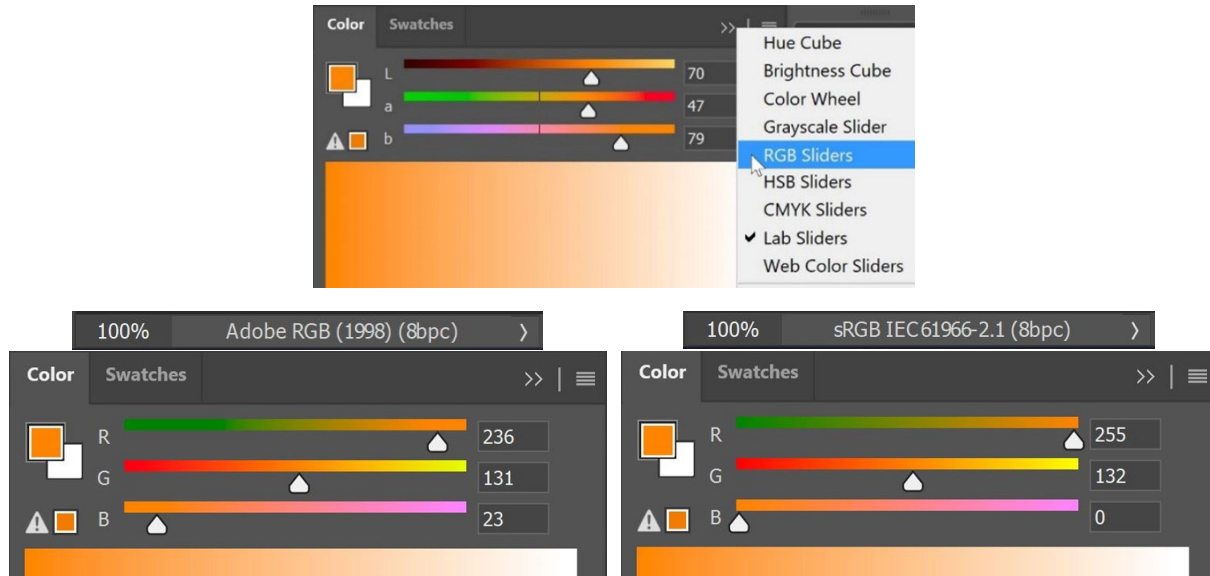 Color Swatches
L 70
a 47
b 79
Hue Cube
Brightness Cube
Color Wheel
Grayscale Slider
RGB Sliders
HSB Sliders
CMYK Sliders
Lab Sliders
Web Color Sliders
100% Adobe RGB (1998) (8bpc)
Color Swatches
R 236
G 131
B 23
100% sRGB IEC61966-2.1 (8bpc)
Color Swatches
R 255
G 132
B 0